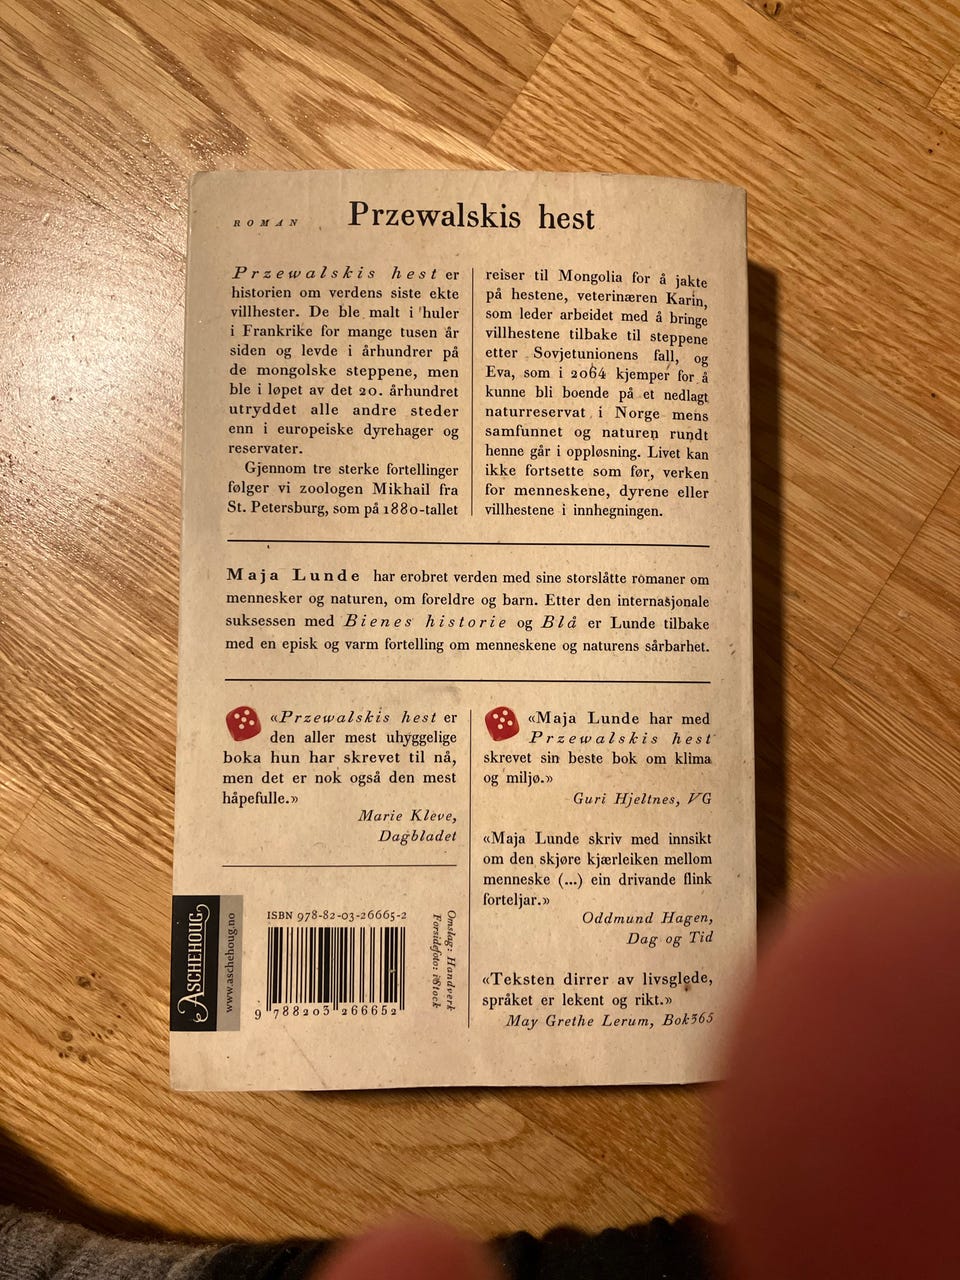 ROMAN
Przewalskis hest
Przewalskis hest er
historien om verdens siste ekte
villhester. De ble malt i huler
i Frankrike for mange tusen år
siden og levde i århundrer på
de mongolske steppene, men
ble i løpet av det 20. århundret
utryddet alle andre steder
enn i europeiske dyrehager og
reservater.
Gjennom tre sterke fortellinger
følger vi zoologen Mikhail fra
St. Petersburg, som på 1880-tallet
reiser til Mongolia for å jakte
på hestene, veterinæren Karin,
som leder arbeidet med å bringe
villhestene tilbake til steppene
etter Sovjetunionens fall, og
Eva, som i 2064 kjemper for å
kunne bli boende på et nedlagt
naturreservat i Norge mens
samfunnet og naturen rundt
henne går i oppløsning. Livet kan
ikke fortsette som før, verken
for menneskene, dyrene eller
villhestene i innhegningen.
Maja Lunde har erobret verden med sine storslåtte romaner om
mennesker og naturen, om foreldre og barn. Etter den internasjonale
suksessen med Bienes historie og Blå er Lunde tilbake
med en episk og varm fortelling om menneskene og naturens sårbarhet.
«Przewalskis hest er
den aller mest uhyggelige
boka hun har skrevet til nå,
men det er nok også den mest
håpefulle.»
Marie Kleve,
Dagbladet
«Maja Lunde har med
Przewalskis hest
skrevet sin beste bok om klima
og miljø.»
Guri Hjeltnes, VG
«Maja Lunde skriv med innsikt
om den skjøre kjærleiken mellom
menneske (...) ein drivande flink
forteljar.»
Oddmund Hagen,
Dag og Tid
«Teksten dirrer av livsglede,
språket er lekent og rikt.»
May Grethe Lerum, Bok365
ASCHEHOUG
www.aschehoug.no
ISBN 978-82-03-26665-2
9 788203 266652
Omslag: Handverk
Forsidefoto: iStock